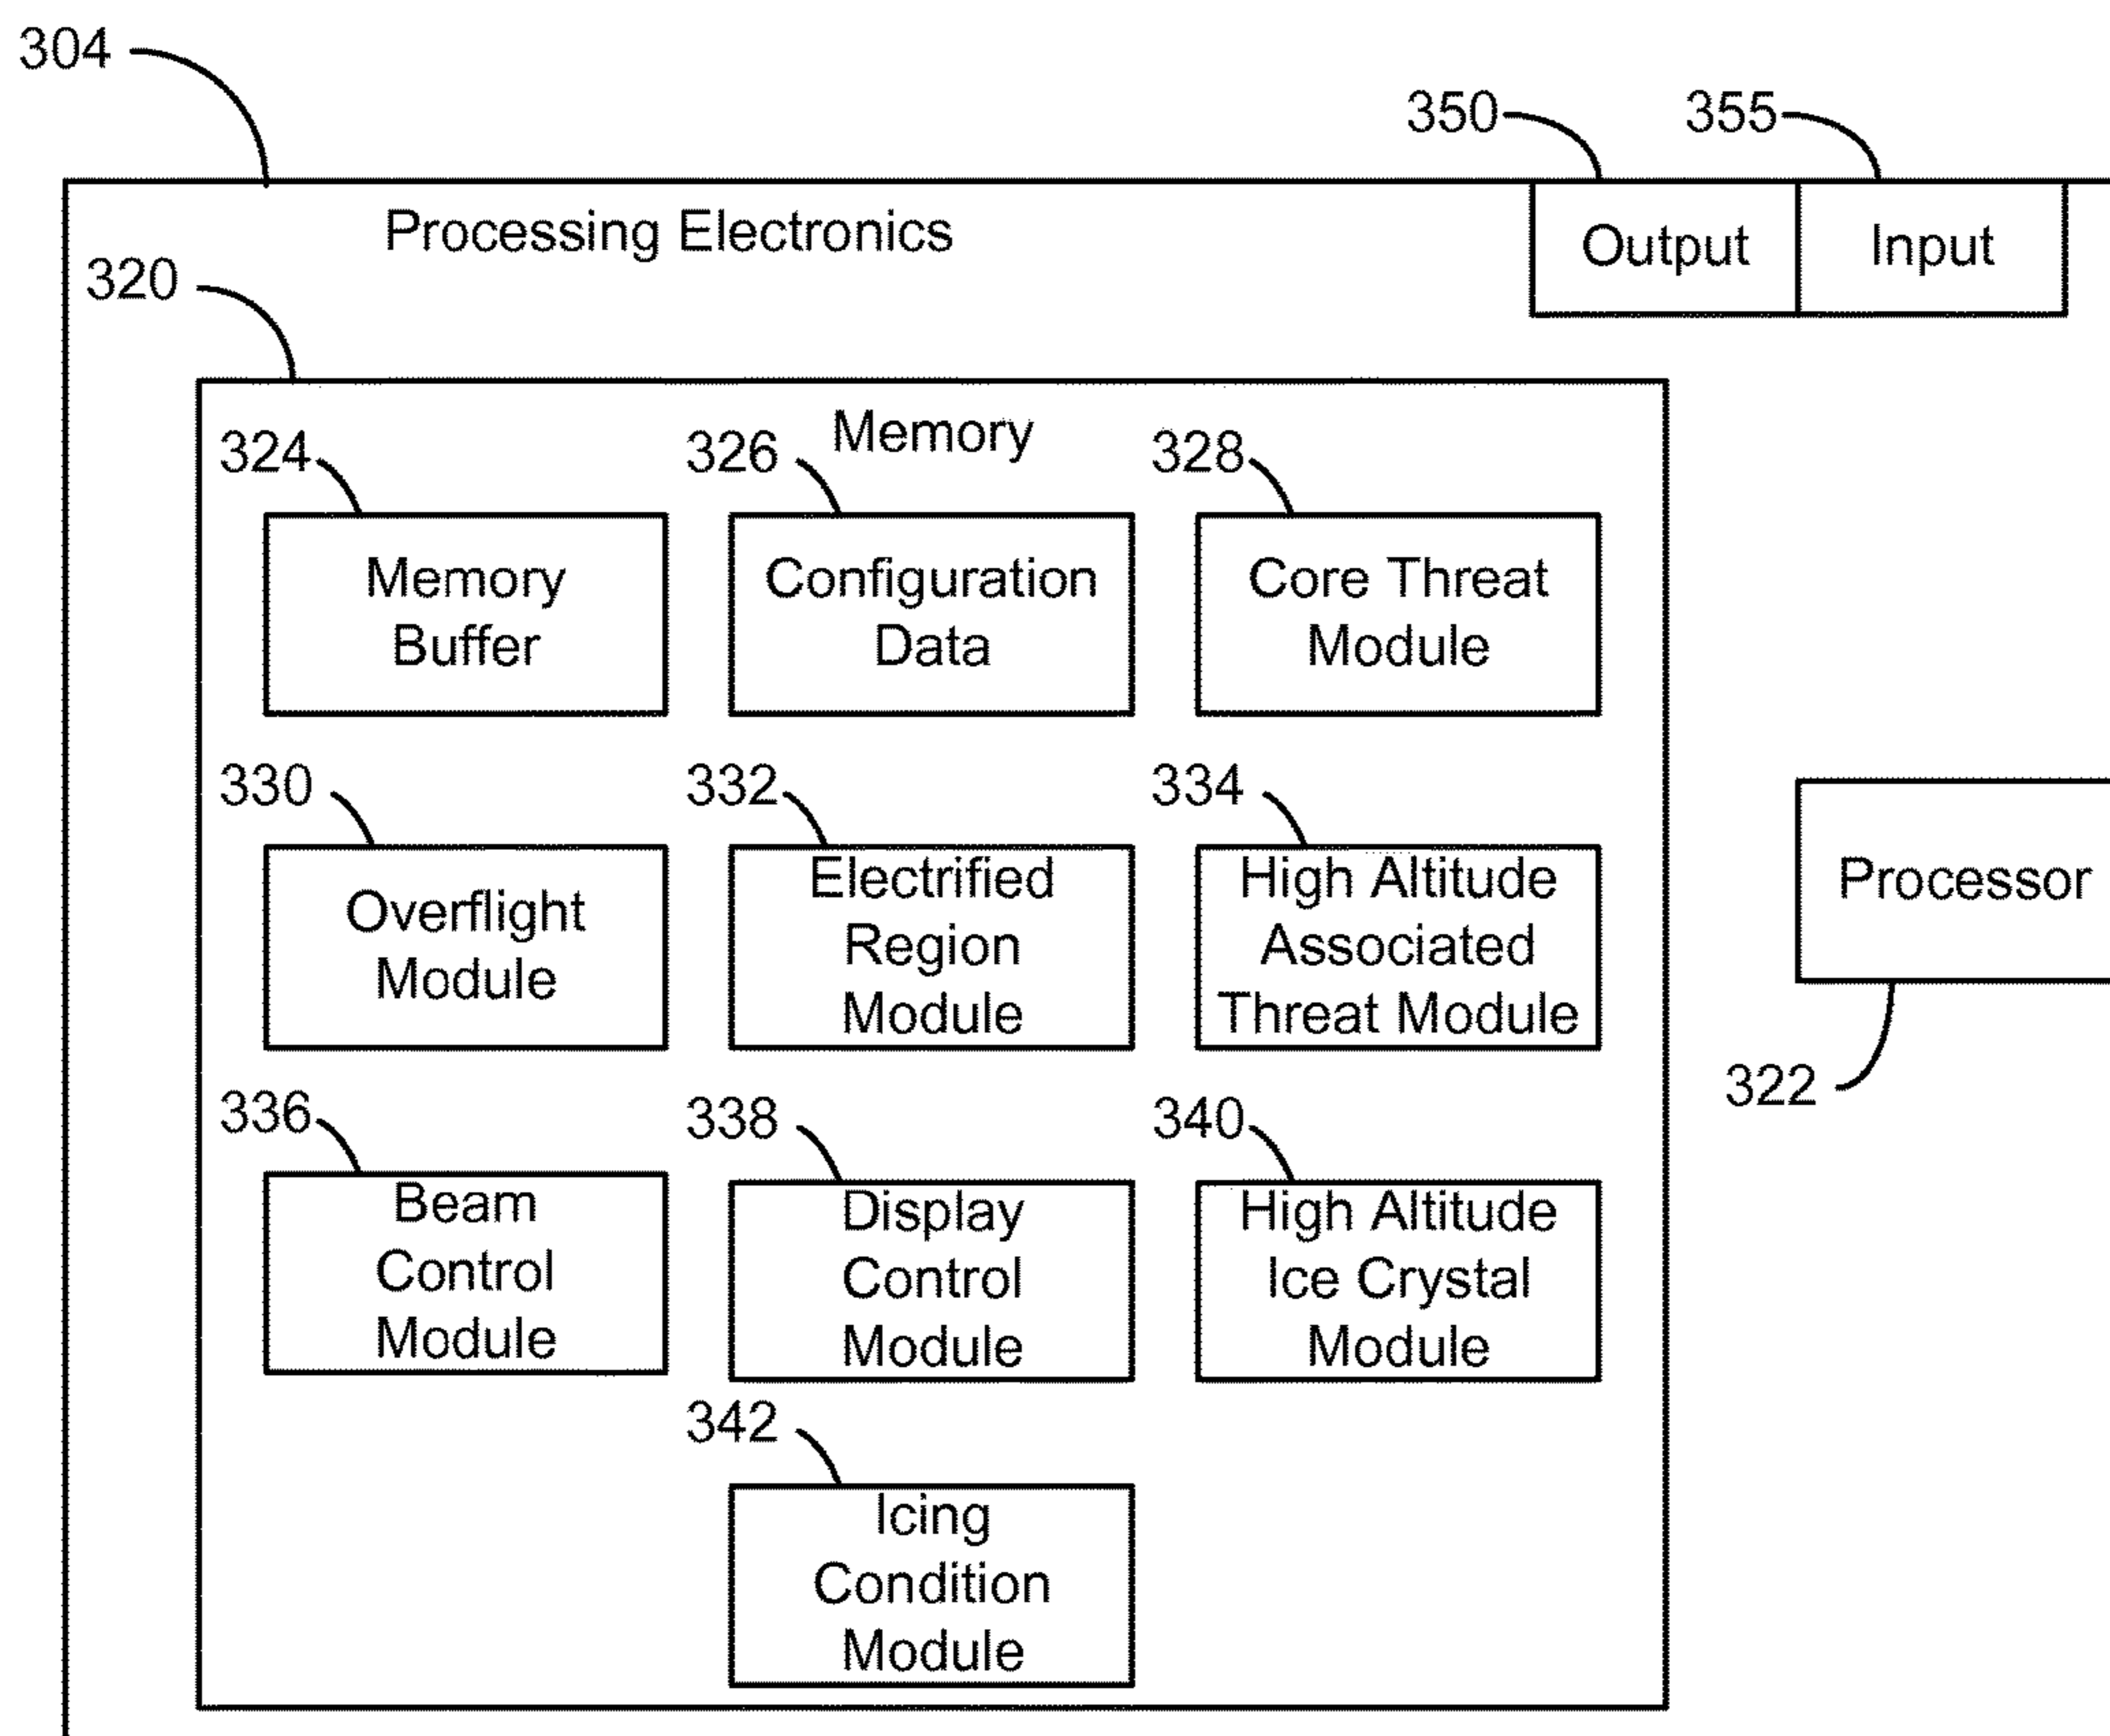 304
350
355
Processing Electronics
Output
Input
320
Memory
324
326
328
Memory
Buffer
Configuration
Data
Core Threat
Module
330
332
334
Overflight
Module
Electrified
Region
Module
High Altitude
Associated
Threat Module
Processor
322
336
338
340
Beam
Control
Module
Display
Control
Module
High Altitude
Ice Crystal
Module
342
Icing
Condition
Module